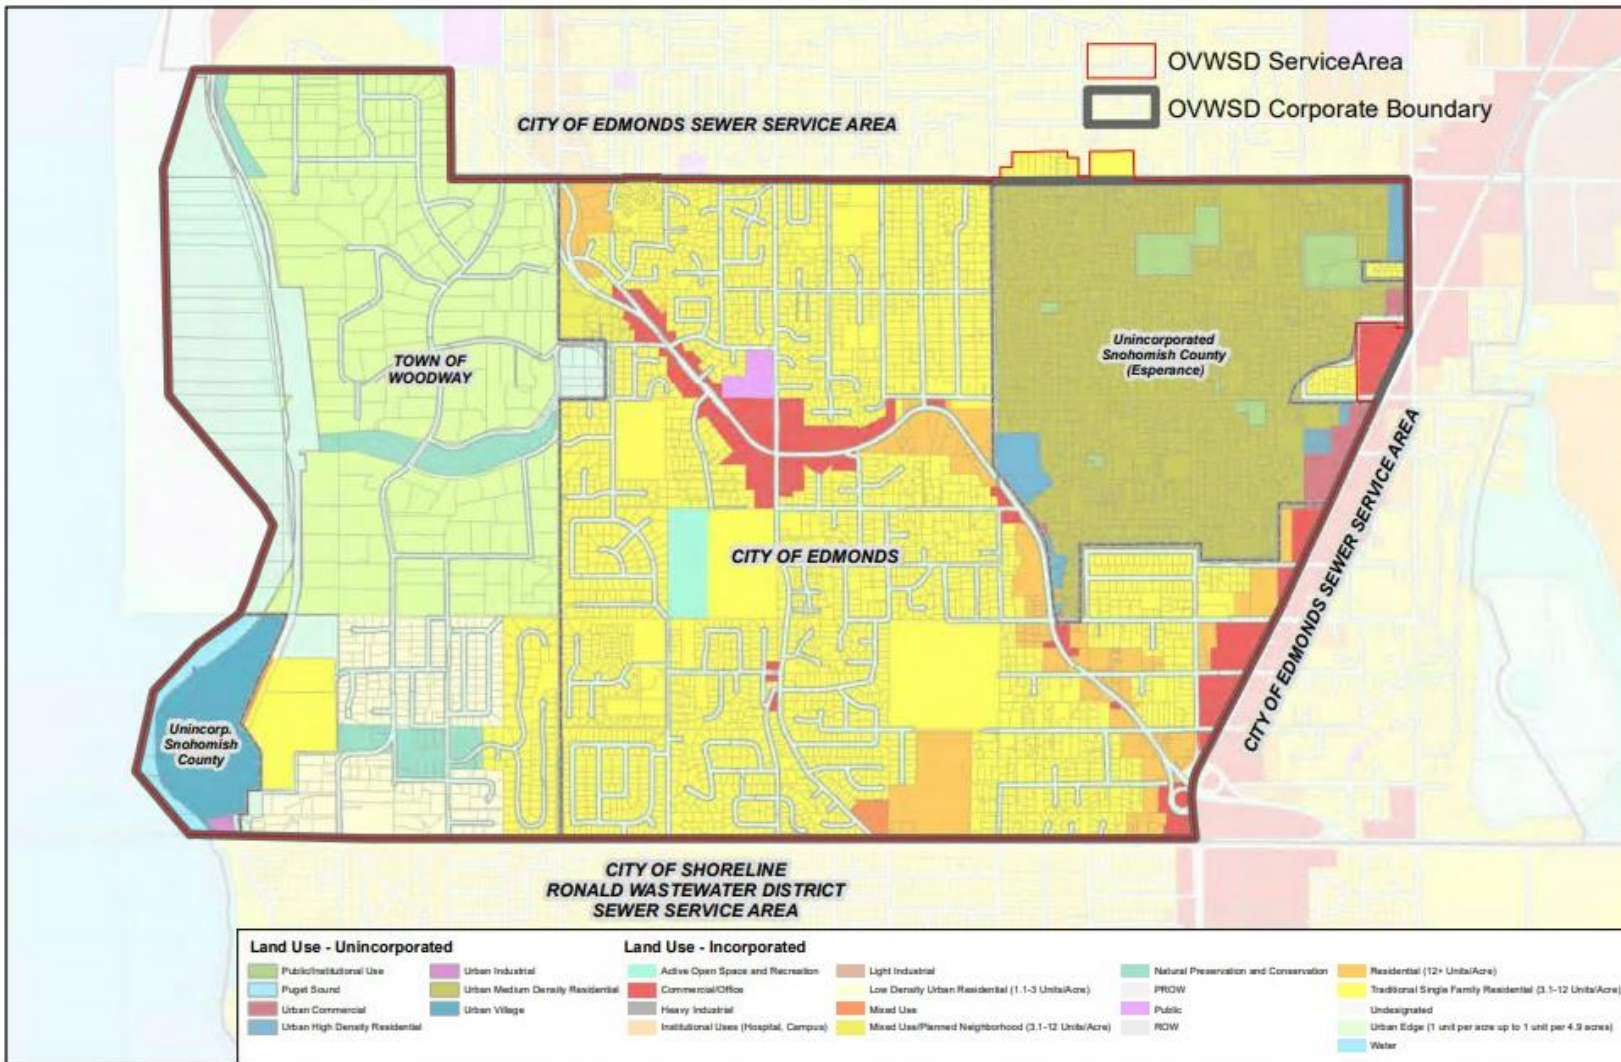 OVWSD ServiceArea
OVWSD Corporate Boundary
CITY OF EDMONDS SEWER SERVICE AREA
TOWN OF
WOODWAY
Unincorporated
Snohomish County
(Esperance)
CITY OF EDMONDS
CITY OF EDMONDS SEWER SERVICE AREA
Unincorp.
Snohomish
County
CITY OF SHORELINE
RONALD WASTEWATER DISTRICT
SEWER SERVICE AREA
Land Use - Unincorporated
Public/Institutional Use
Puget Sound
Urban Commercial
Urban High Density Residential
Urban Industrial
Urban Medium Density Residential
Urban Village
Land Use - Incorporated
Active Open Space and Recreation
Commercial/Office
Heavy Industrial
Institutional Uses (Hospital, Campus)
Light Industrial
Low Density Urban Residential (1.1-3 Units/Acre)
Mixed Use
Mixed Use/Planned Neighborhood (3.1-12 Units/Acre)
Natural Preservation and Conservation
PROW
Public
ROW
Residential (12+ Units/Acre)
Traditional Single Family Residential (3.1-12 Units/Acre)
Undesignated
Urban Edge (1 unit per acre up to 1 unit per 4.9 acres)
Water